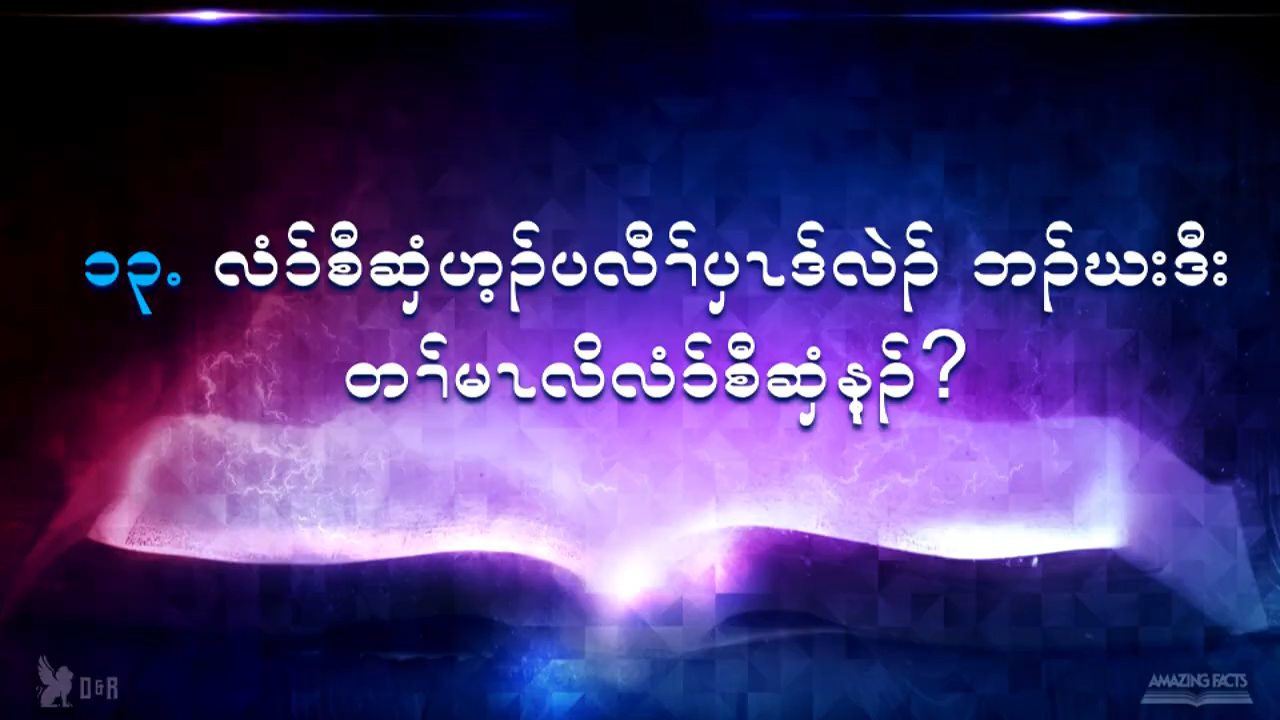 ၁၃. လံာ်စီဆှံဟ့ၣ်ပလီၢ်ပှၤဒ်လဲၣ် ဘၣ်ဃးဒီး
တၢ်မၤလိလံာ်စီဆှံန့ၣ်?
D&R
AMAZING FACTS